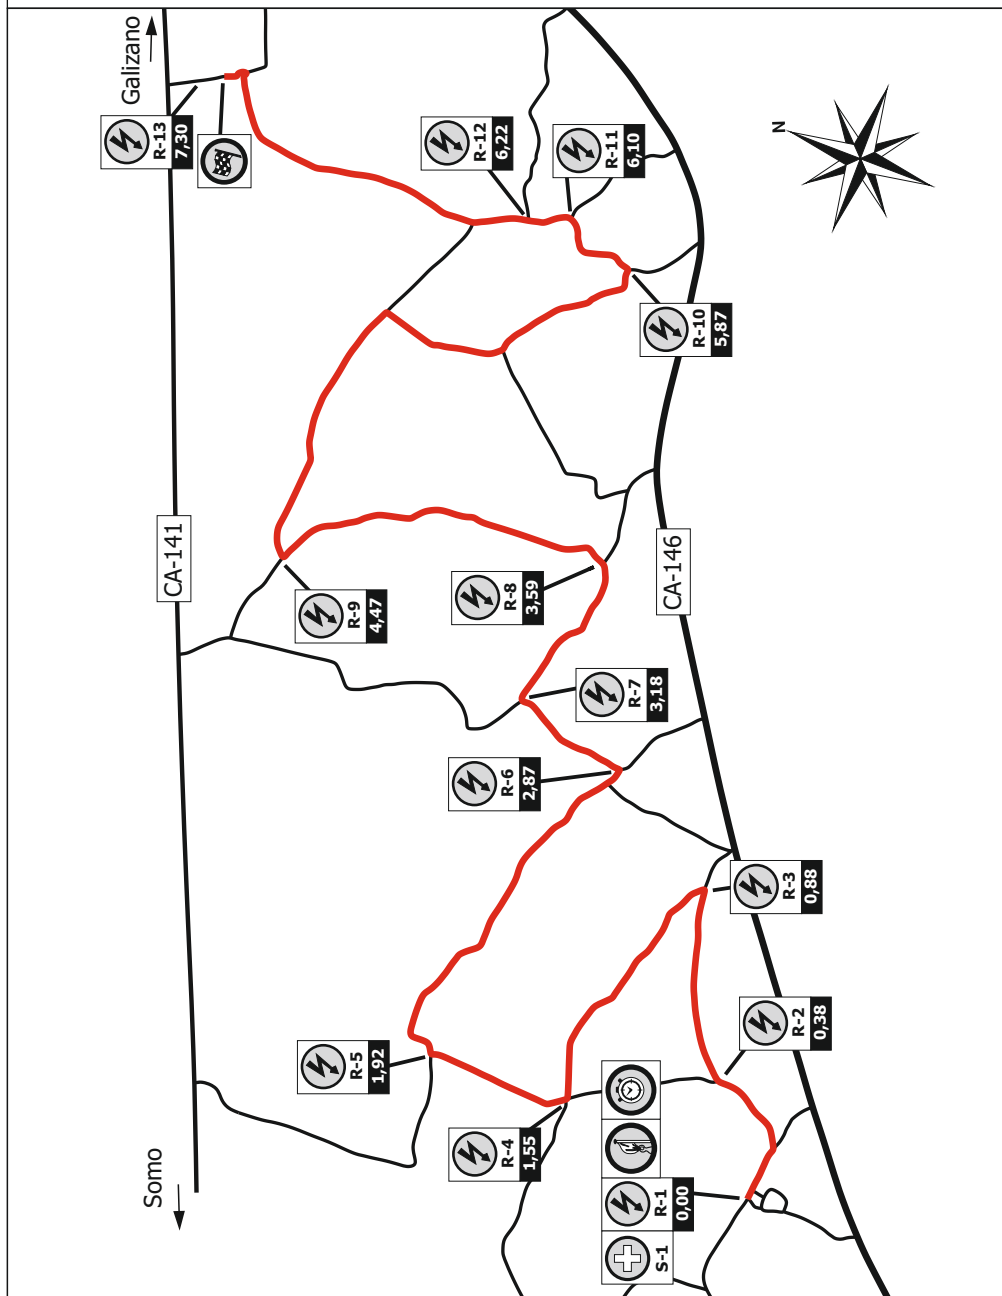 Galizano
R-13
7,30
R-12
6,22
R-11
6,10
N
R-10
5,87
CA-141
CA-146
R-9
4,47
R-8
3,59
R-7
3,18
R-6
2,87
R-3
0,88
R-2
0,38
R-5
1,92
R-4
1,55
Somo
R-1
0,00
S-1